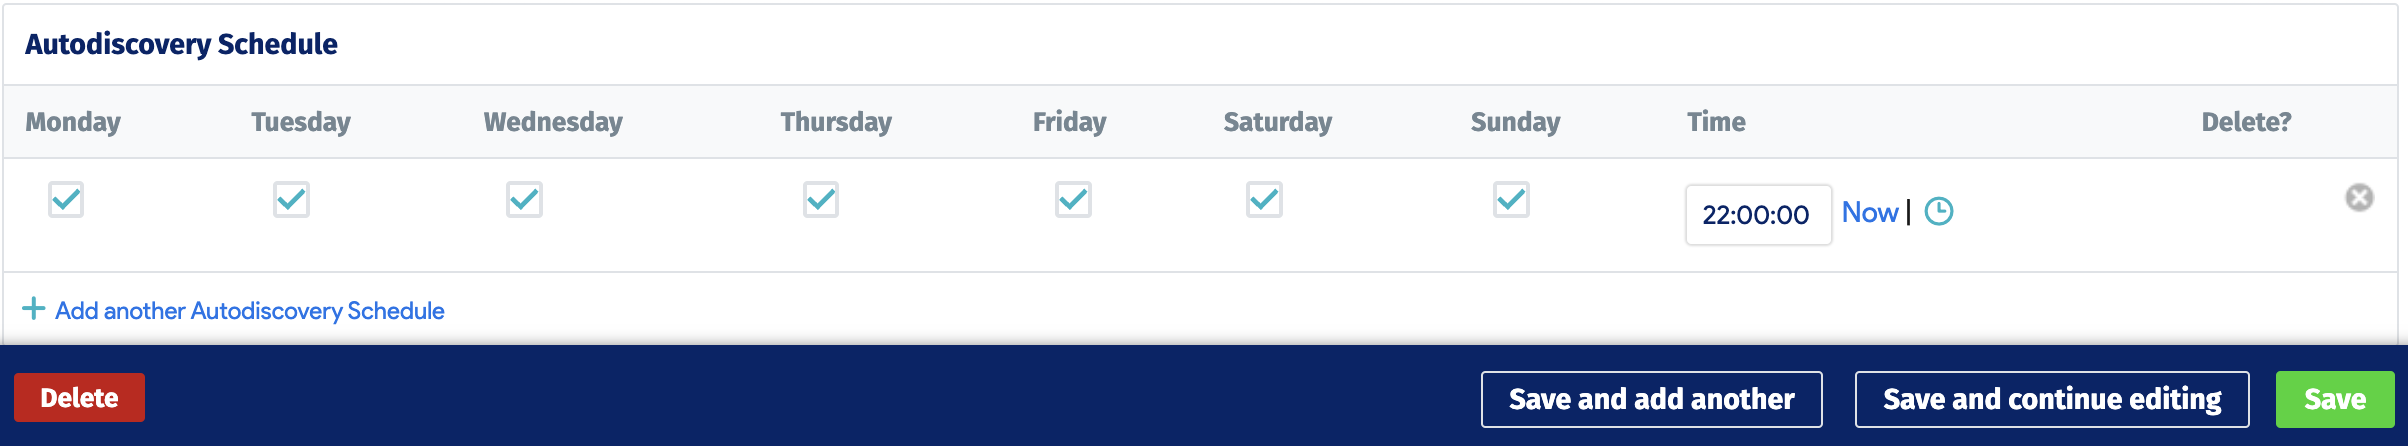 Autodiscovery Schedule
Monday Tuesday Wednesday Thursday Friday Saturday Sunday Time Delete?
22:00:00 Now |
Add another Autodiscovery Schedule
Delete Save and add another Save and continue editing Save